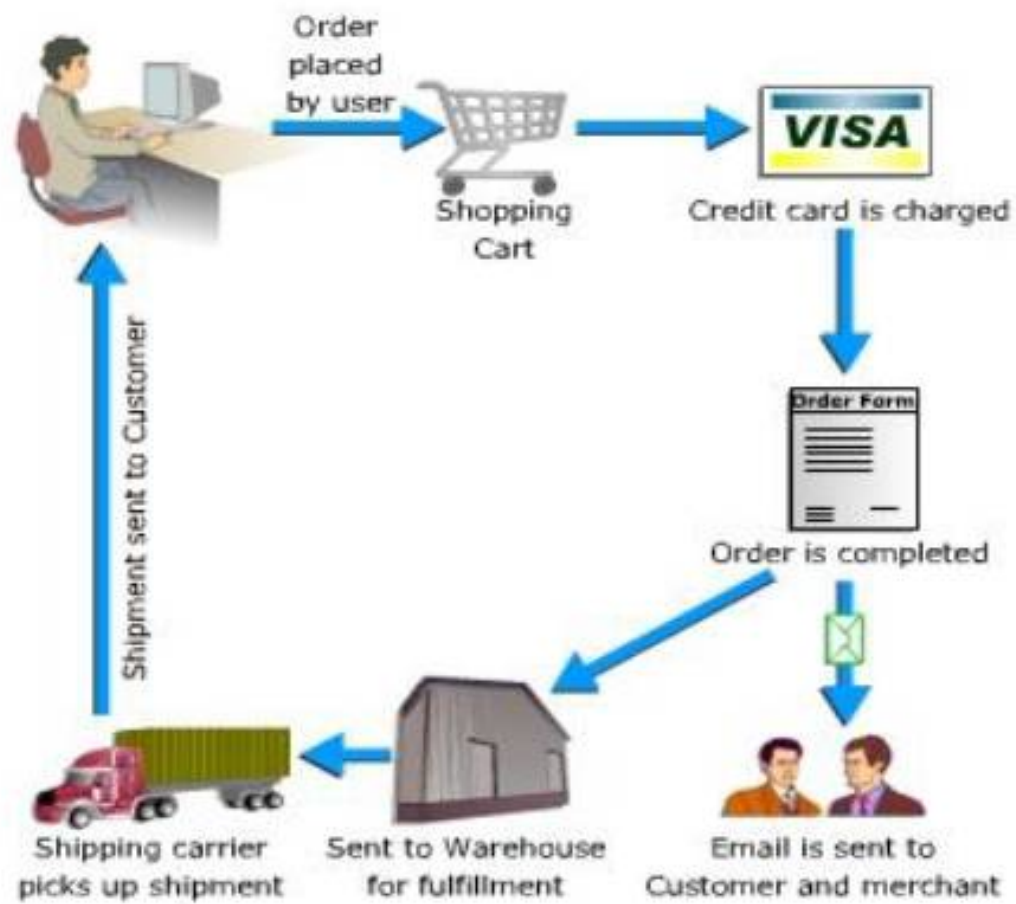 Order
placed
by user
Shopping
Cart
VISA
Credit card is charged
Order Form
Order is completed
Email is sent to
Customer and merchant
Sent to Warehouse
for fulfillment
Shipping carrier
picks up shipment
Shipment sent to Customer